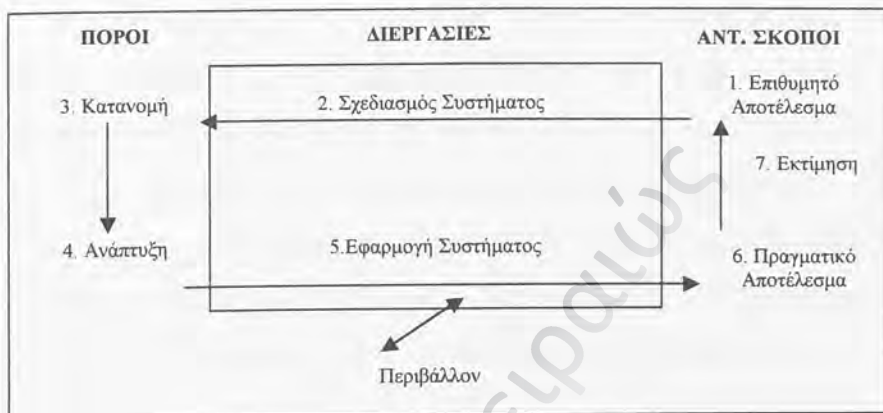 ΠΟΡΟΙ ΔΙΕΡΓΑΣΙΕΣ ΑΝΤ. ΣΚΟΠΟΙ
1. Επιθυμητό
Αποτέλεσμα
3. Κατανομή 2. Σχεδιασμός Συστήματος
7. Εκτίμηση
4. Ανάπτυξη 5.Εφαρμογή Συστήματος 6. Πραγματικό
Αποτέλεσμα
Περιβάλλον